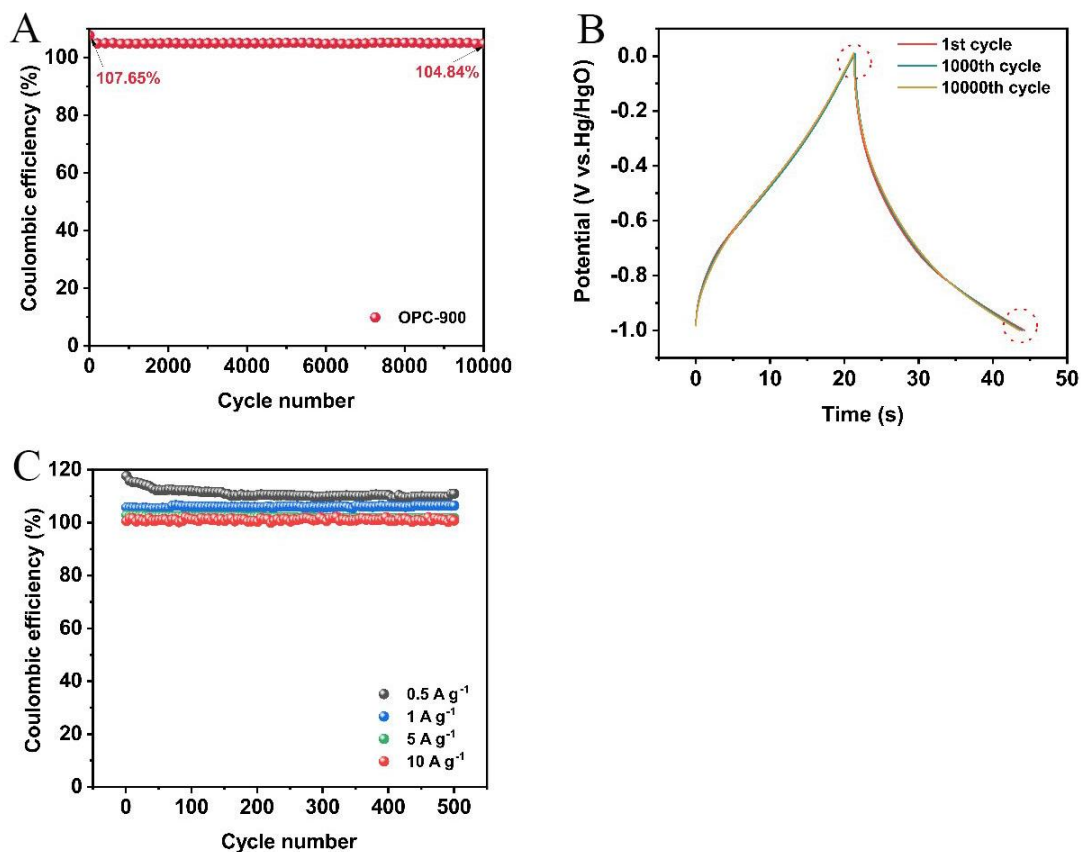 A
Coulombic efficiency (%)
100
80
60
40
20
0
107.65%
104.84%
OPC-900
0
2000
4000
6000
8000
10000
Cycle number
B
Potential (V vs.Hg/HgO)
0.0
-0.2
-0.4
-0.6
-0.8
-1.0
1st cycle
1000th cycle
10000th cycle
0
10
20
30
40
50
Time (s)
C
Coulombic efficiency (%)
120
100
80
60
40
20
0
0.5 A g⁻¹
1 A g⁻¹
5 A g⁻¹
10 A g⁻¹
0
100
200
300
400
500
Cycle number